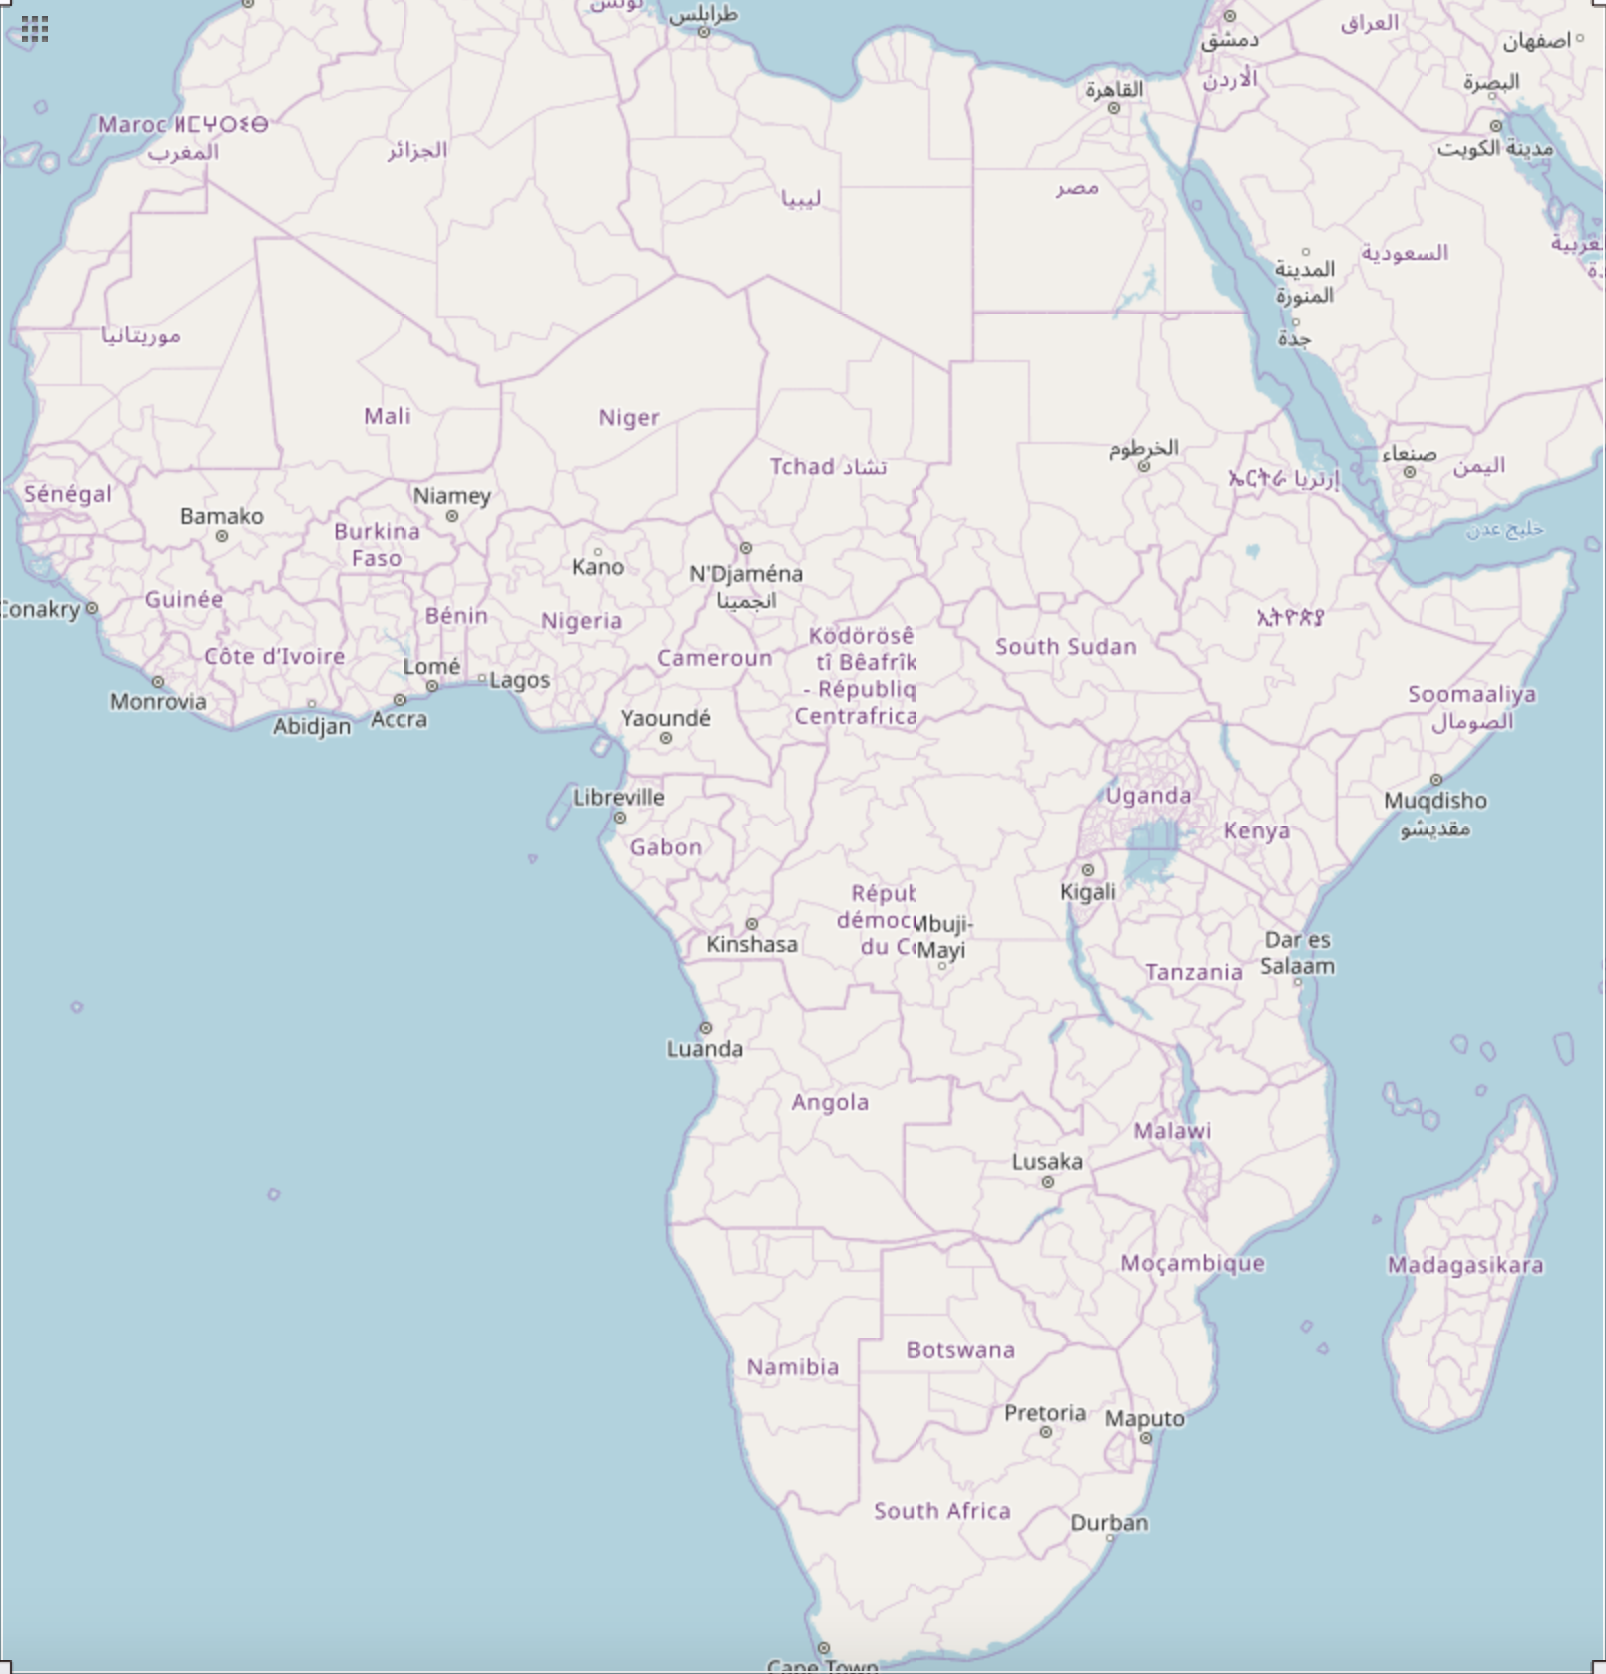 تونس
طرابلس
دمشق
العراق
اصفهان
الأردن
البصرة
القاهرة
مدينة الكويت
Maroc ⵍⵎⵖⵔⵉⴱ
المغرب
الجزائر
ليبيا
مصر
السعودية
المدينة
المنورة
جدة
موريتانيا
Mali
Niger
Tchad تشاد
الخرطوم
ኤርትራ إرتريا
صنعاء
اليمن
خليج عدن
Sénégal
Bamako
Niamey
Burkina
Faso
Kano
N'Djaména
انجمينا
Conakry
Guinée
Bénin
Nigeria
Côte d'Ivoire
Lomé
Lagos
Monrovia
Abidjan
Accra
Cameroun
Ködörösê
tî Bêafrîk
- Républiq
Centrafrica
South Sudan
ኢትዮጵያ
Soomaaliya
الصومال
Yaoundé
Libreville
Gabon
Uganda
Kenya
Muqdisho
مقديشو
Kigali
Répub
démocr
du Co
Mbuji-
Mayi
Kinshasa
Dar es
Salaam
Tanzania
Luanda
Angola
Malawi
Lusaka
Moçambique
Madagasikara
Namibia
Botswana
Pretoria
Maputo
South Africa
Durban
Cape Town